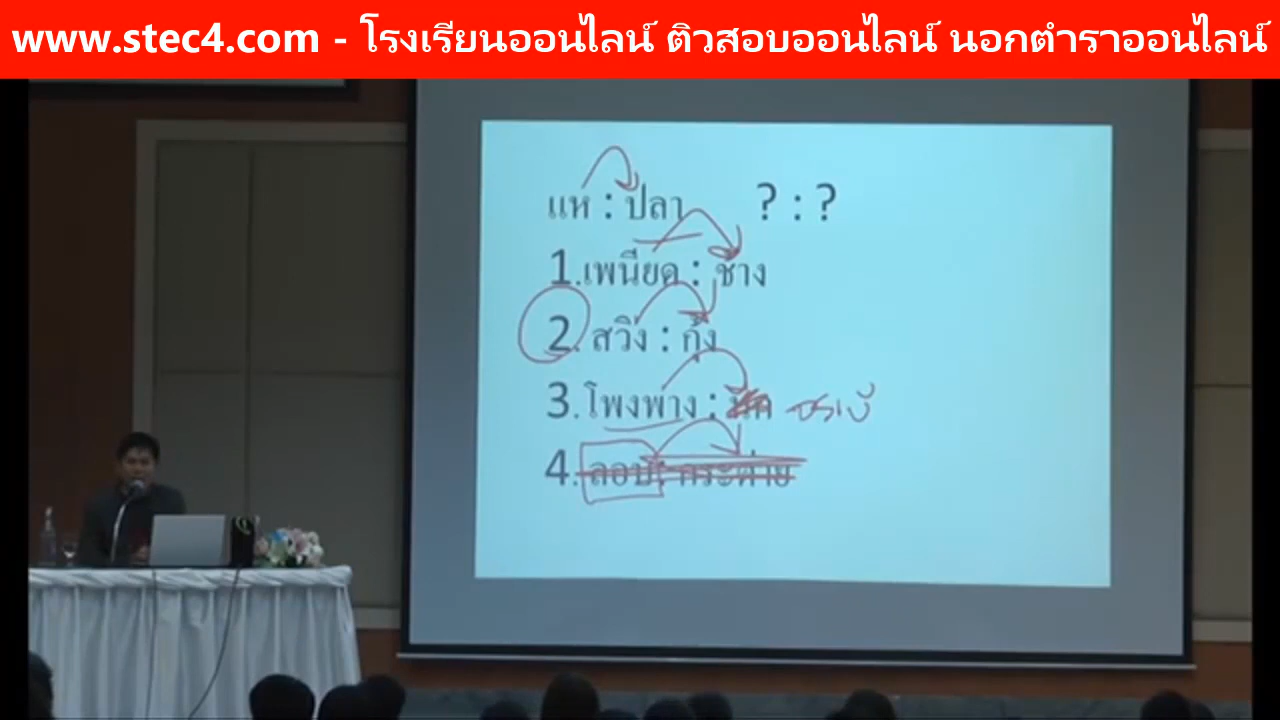 www.stec4.com - โรงเรียนออนไลน์ ติวสอบออนไลน์ นอกตำราออนไลน์
แห : ปลา ? : ?
1.เพนียด : ช้าง
2. สวิง : กุ้ง
3.โพงพาง :
4. ลอบ : กระต่าย